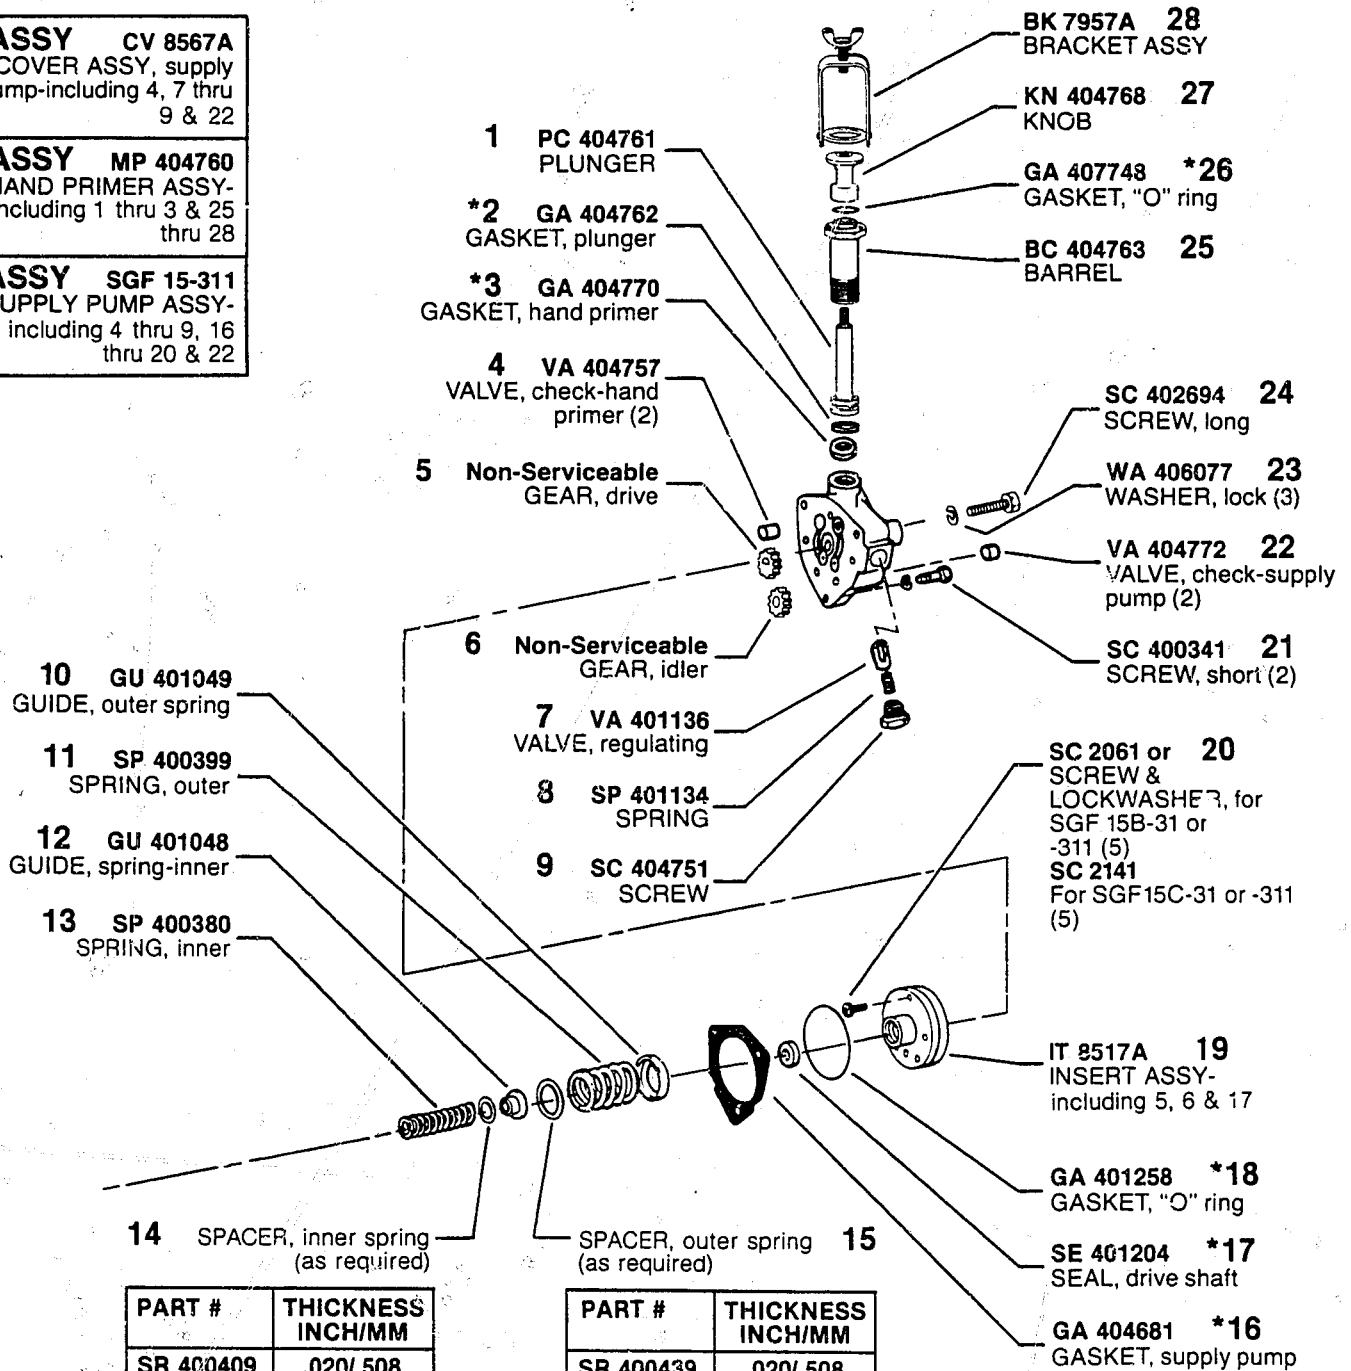 ASSY CV 8567A
COVER ASSY, supply
pump-including 4, 7 thru
9 & 22
ASSY MP 404760
HAND PRIMER ASSY-
including 1 thru 3 & 25
thru 28
ASSY SGF 15-311
SUPPLY PUMP ASSY-
including 4 thru 9, 16
thru 20 & 22
1 PC 404761
PLUNGER
*2 GA 404762
GASKET, plunger
*3 GA 404770
GASKET, hand primer
4 VA 404757
VALVE, check-hand
primer (2)
5 Non-Serviceable
GEAR, drive
6 Non-Serviceable
GEAR, idler
7 VA 401136
VALVE, regulating
8 SP 401134
SPRING
9 SC 404751
SCREW
10 GU 401049
GUIDE, outer spring
11 SP 400399
SPRING, outer
12 GU 401048
GUIDE, spring-inner
13 SP 400380
SPRING, inner
BK 7957A 28
BRACKET ASSY
KN 404768 27
KNOB
GA 407748 *26
GASKET, "O" ring
BC 404763 25
BARREL
SC 402694 24
SCREW, long
WA 406077 23
WASHER, lock (3)
VA 404772 22
VALVE, check-supply
pump (2)
SC 400341 21
SCREW, short (2)
SC 2061 or 20
SCREW &
LOCKWASHER, for
SGF 15B-31 or
-311 (5)
SC 2141
For SGF15C-31 or -311
(5)
IT 8517A 19
INSERT ASSY-
including 5, 6 & 17
GA 401258 *18
GASKET, "O" ring
SE 401204 *17
SEAL, drive shaft
GA 404681 *16
GASKET, supply pump
14 SPACER, inner spring
(as required)
SPACER, outer spring 15
(as required)
PART # THICKNESS
INCH/MM
SR 400409 .020/.508
PART # THICKNESS
INCH/MM
SR 400439 .020/.508